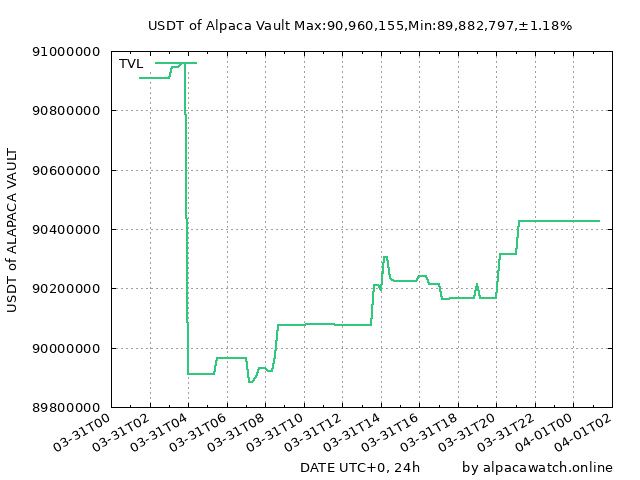 USDT of Alpaca Vault Max:90,960,155,Min:89,882,797,±1.18%
TVL
91000000
90800000
90600000
90400000
90200000
90000000
89800000
USDT of ALAPACA VAULT
03-31T00
03-31T02
03-31T04
03-31T06
03-31T08
03-31T10
03-31T12
03-31T14
03-31T16
03-31T18
03-31T20
03-31T22
04-01T00
04-01T02
DATE UTC+0, 24h
by alpacawatch.online